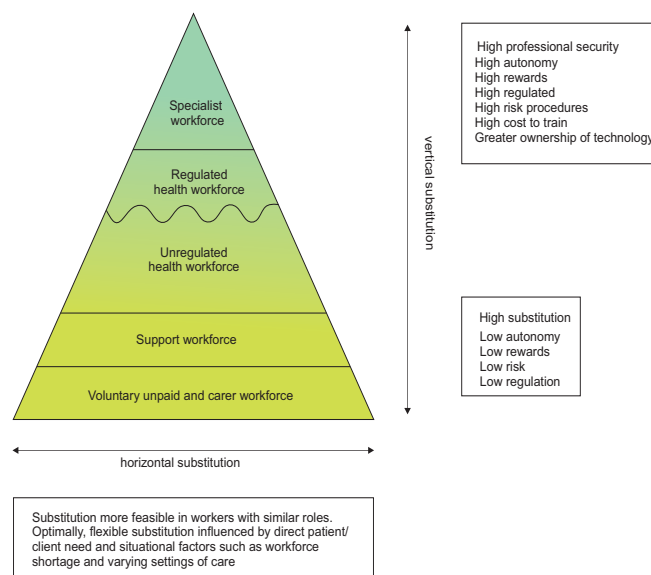 Specialist
workforce
Regulated
health workforce
Unregulated
health workforce
Support workforce
Voluntary unpaid and carer workforce
horizontal substitution
vertical substitution
High professional security
High autonomy
High rewards
High regulated
High risk procedures
High cost to train
Greater ownership of technology
High substitution
Low autonomy
Low rewards
Low risk
Low regulation
Substitution more feasible in workers with similar roles.
Optimally, flexible substitution influenced by direct patient/
client need and situational factors such as workforce
shortage and varying settings of care